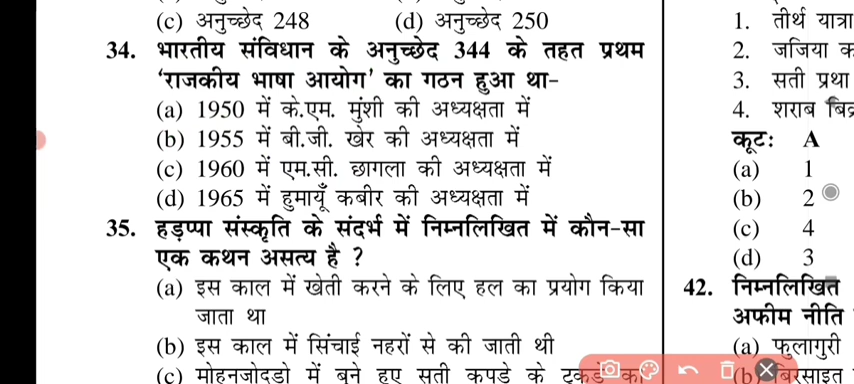 (c) अनुच्छेद 248 (d) अनुच्छेद 250
34. भारतीय संविधान के अनुच्छेद 344 के तहत प्रथम
'राजकीय भाषा आयोग' का गठन हुआ था-
(a) 1950 में के.एम. मुंशी की अध्यक्षता में
(b) 1955 में बी.जी. खेर की अध्यक्षता में
(c) 1960 में एम.सी. छागला की अध्यक्षता में
(d) 1965 में हुमायूँ कबीर की अध्यक्षता में
35. हड़प्पा संस्कृति के संदर्भ में निम्नलिखित में कौन-सा
एक कथन असत्य है ?
(a) इस काल में खेती करने के लिए हल का प्रयोग किया
जाता था
(b) इस काल में सिंचाई नहरों से की जाती थी
(c) मोहनजोदड़ो में बने हुए सूती कपड़े के टुकड़े का
1. तीर्थ यात्रा
2. जजिया
3. सती प्रथा
4. शराब
कूट: A
(a) 1
(b) 2
(c) 4
(d) 3
42. निम्नलिखित
अफीम नीति
(a) फुलागुरी
(b) बिरसाइत